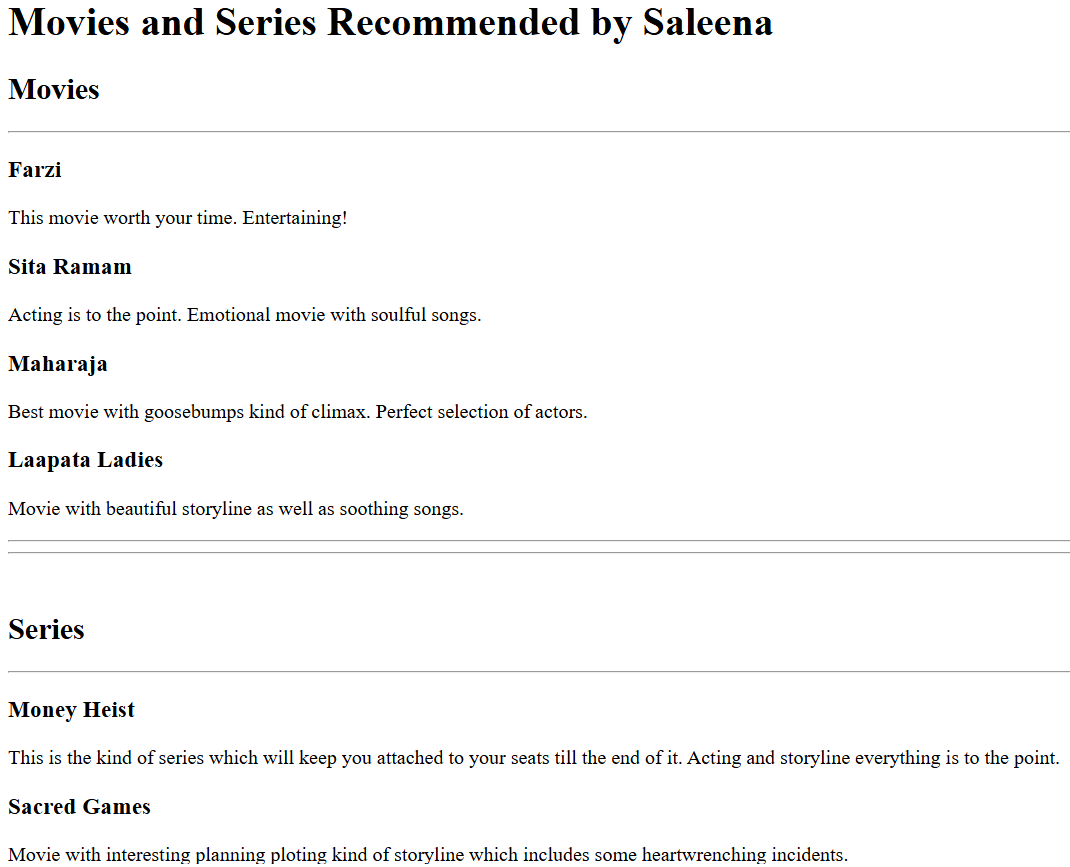 Movies and Series Recommended by Saleena
Movies
Farzi
This movie worth your time. Entertaining!
Sita Ramam
Acting is to the point. Emotional movie with soulful songs.
Maharaja
Best movie with goosebumps kind of climax. Perfect selection of actors.
Laapata Ladies
Movie with beautiful storyline as well as soothing songs.
Series
Money Heist
This is the kind of series which will keep you attached to your seats till the end of it. Acting and storyline everything is to the point.
Sacred Games
Movie with interesting planning ploting kind of storyline which includes some heartwrenching incidents.